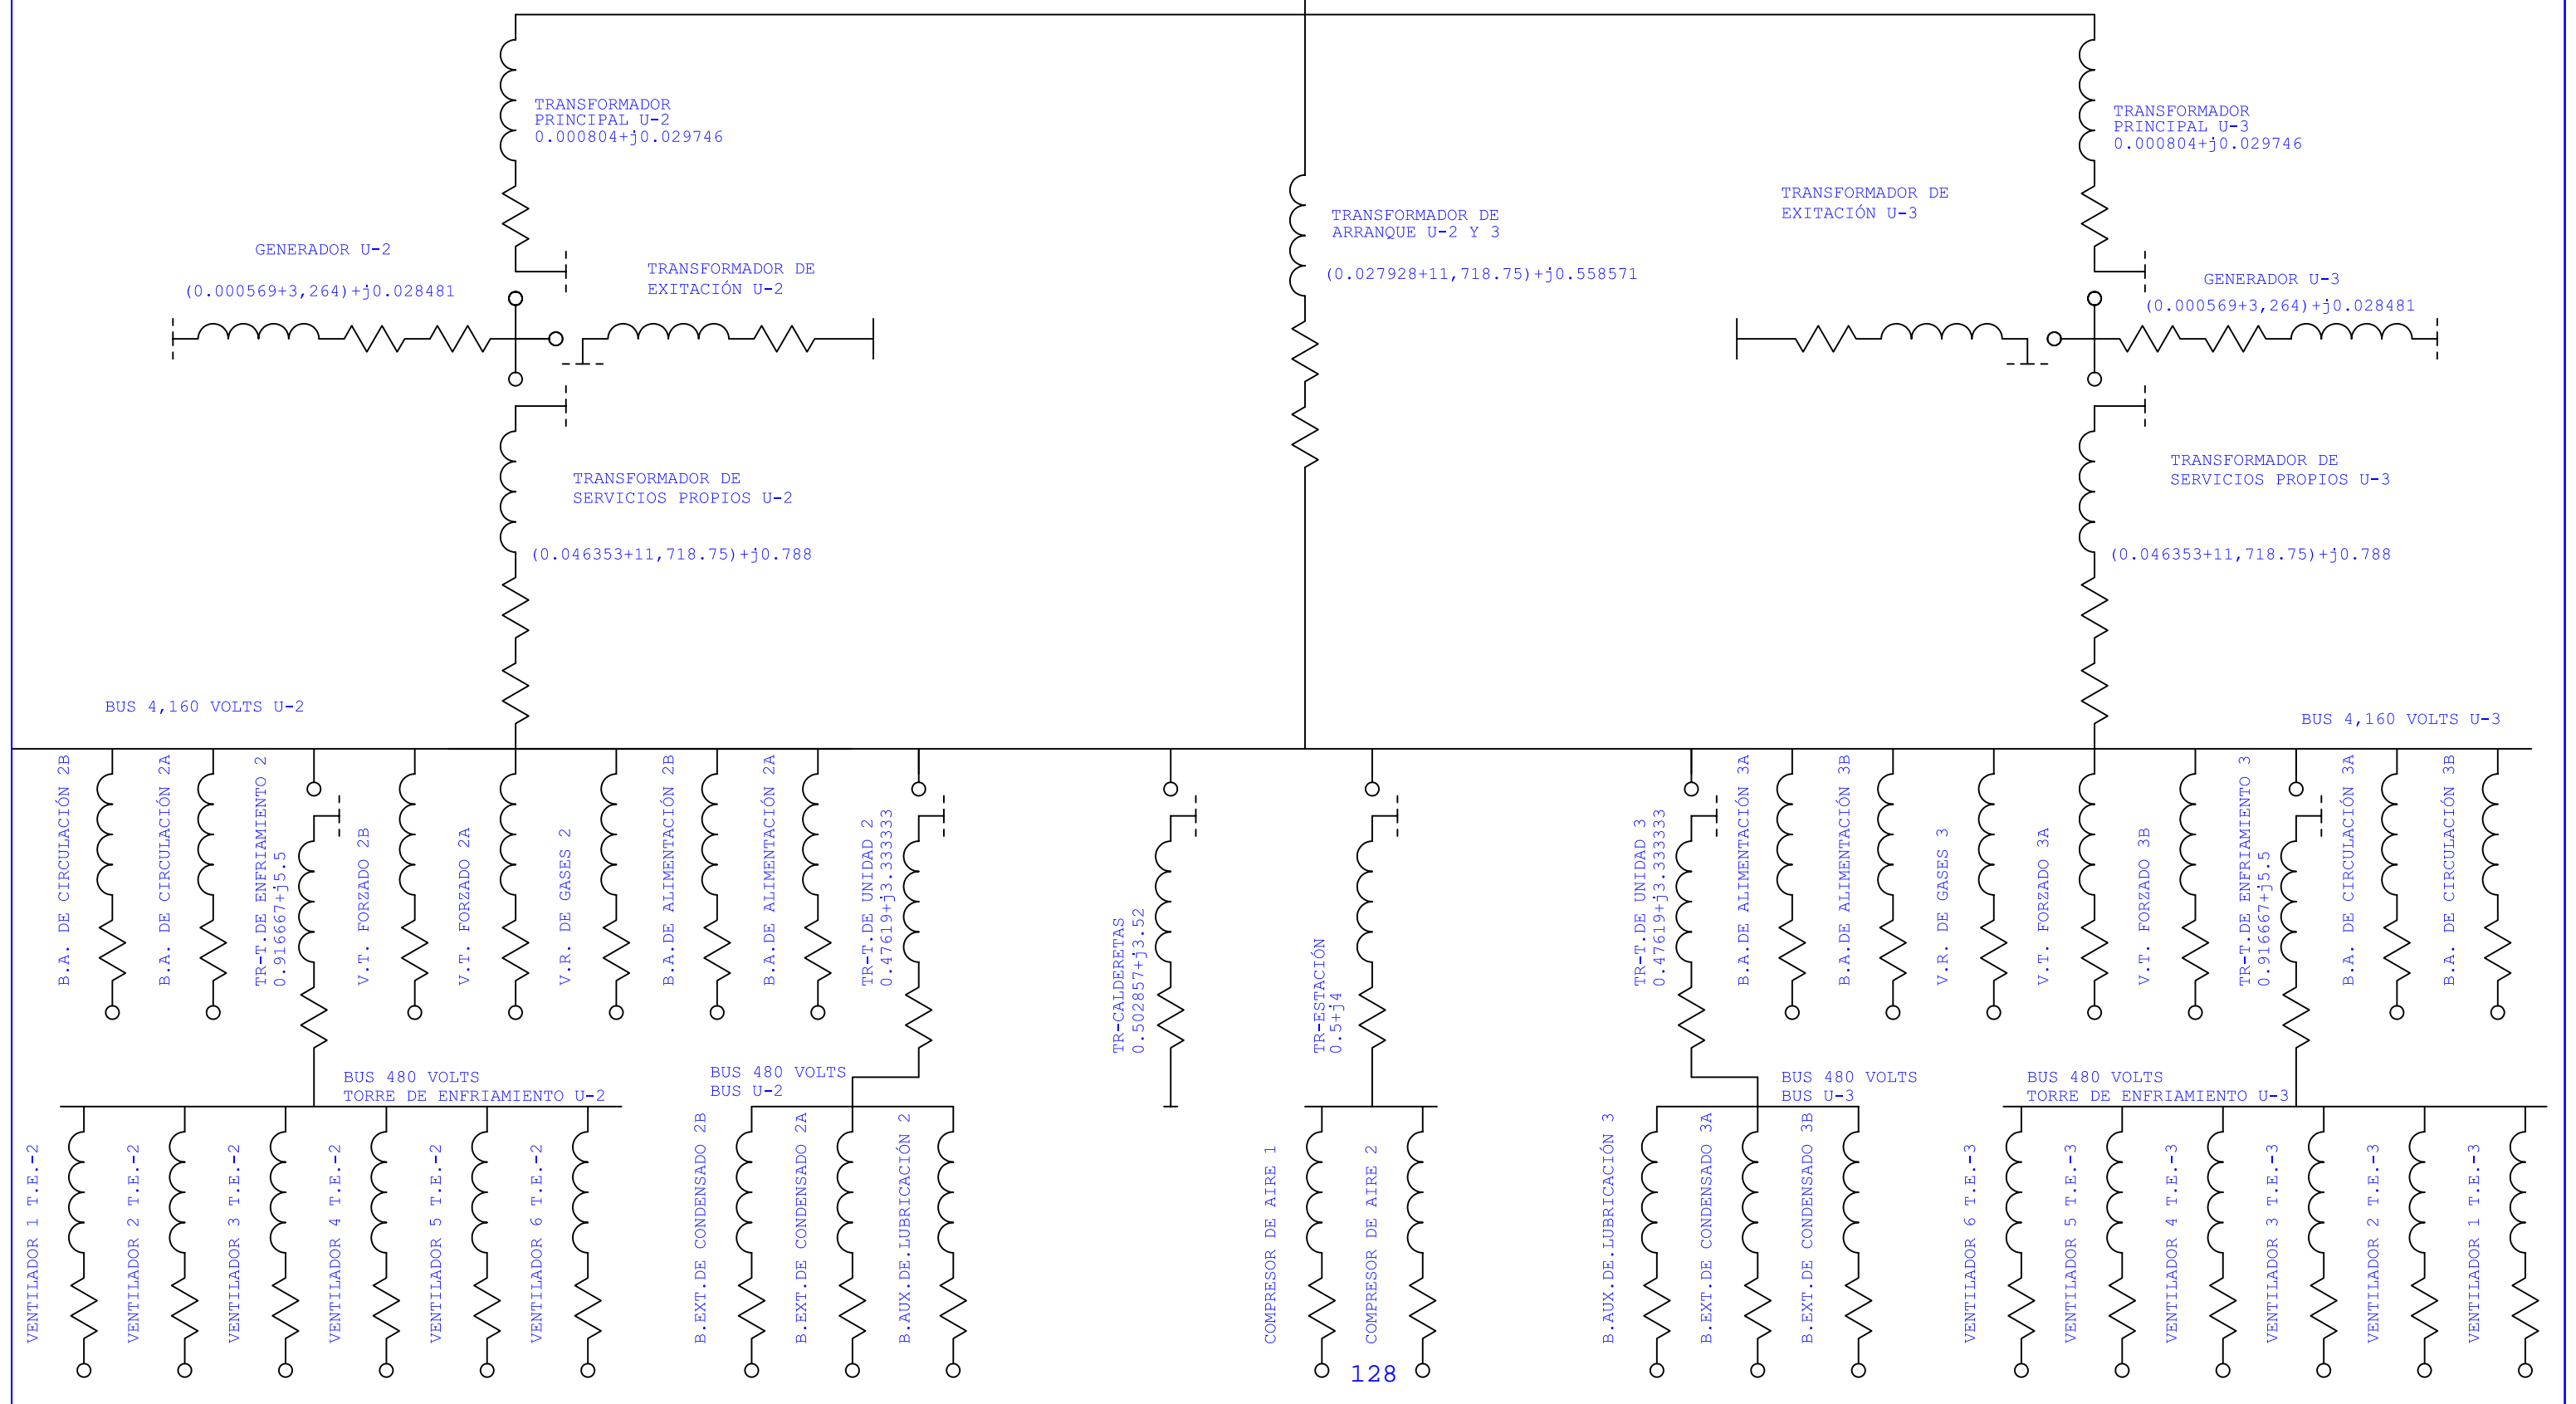 TRANSFORMADOR
PRINCIPAL U-2
0.000804+j0.029746
TRANSFORMADOR
PRINCIPAL U-3
0.000804+j0.029746
TRANSFORMADOR DE
ARRANQUE U-2 Y 3
(0.027928+11,718.75)+j0.558571
TRANSFORMADOR DE
EXITACIÓN U-3
GENERADOR U-2
(0.000569+3,264)+j0.028481
TRANSFORMADOR DE
EXITACIÓN U-2
GENERADOR U-3
(0.000569+3,264)+j0.028481
TRANSFORMADOR DE
SERVICIOS PROPIOS U-2
(0.046353+11,718.75)+j0.788
TRANSFORMADOR DE
SERVICIOS PROPIOS U-3
(0.046353+11,718.75)+j0.788
BUS 4,160 VOLTS U-2
BUS 4,160 VOLTS U-3
B.A. DE CIRCULACIÓN 2B
B.A. DE CIRCULACIÓN 2A
TR-T.DE ENFRIAMIENTO 2
0.916667+j5.5
V.T. FORZADO 2B
V.T. FORZADO 2A
V.R. DE GASES 2
B.A.DE ALIMENTACIÓN 2B
B.A.DE ALIMENTACIÓN 2A
TR-T.DE UNIDAD 2
0.47619+j3.333333
TR-CALDERETAS
0.502857+j3.52
TR-ESTACIÓN
0.5+j4
TR-T.DE UNIDAD 3
0.47619+j3.333333
B.A.DE ALIMENTACIÓN 3A
B.A.DE ALIMENTACIÓN 3B
V.R. DE GASES 3
V.T. FORZADO 3A
V.T. FORZADO 3B
TR-T.DE ENFRIAMIENTO 3
0.916667+j5.5
B.A. DE CIRCULACIÓN 3A
B.A. DE CIRCULACIÓN 3B
BUS 480 VOLTS
TORRE DE ENFRIAMIENTO U-2
BUS 480 VOLTS
BUS U-2
BUS 480 VOLTS
BUS U-3
BUS 480 VOLTS
TORRE DE ENFRIAMIENTO U-3
VENTILADOR 1 T.E.-2
VENTILADOR 2 T.E.-2
VENTILADOR 3 T.E.-2
VENTILADOR 4 T.E.-2
VENTILADOR 5 T.E.-2
VENTILADOR 6 T.E.-2
B.EXT.DE CONDENSADO 2B
B.EXT.DE CONDENSADO 2A
B.AUX.DE.LUBRICACIÓN 2
COMPRESOR DE AIRE 1
COMPRESOR DE AIRE 2
B.AUX.DE.LUBRICACIÓN 3
B.EXT.DE CONDENSADO 3A
B.EXT.DE CONDENSADO 3B
VENTILADOR 6 T.E.-3
VENTILADOR 5 T.E.-3
VENTILADOR 4 T.E.-3
VENTILADOR 3 T.E.-3
VENTILADOR 2 T.E.-3
VENTILADOR 1 T.E.-3
128